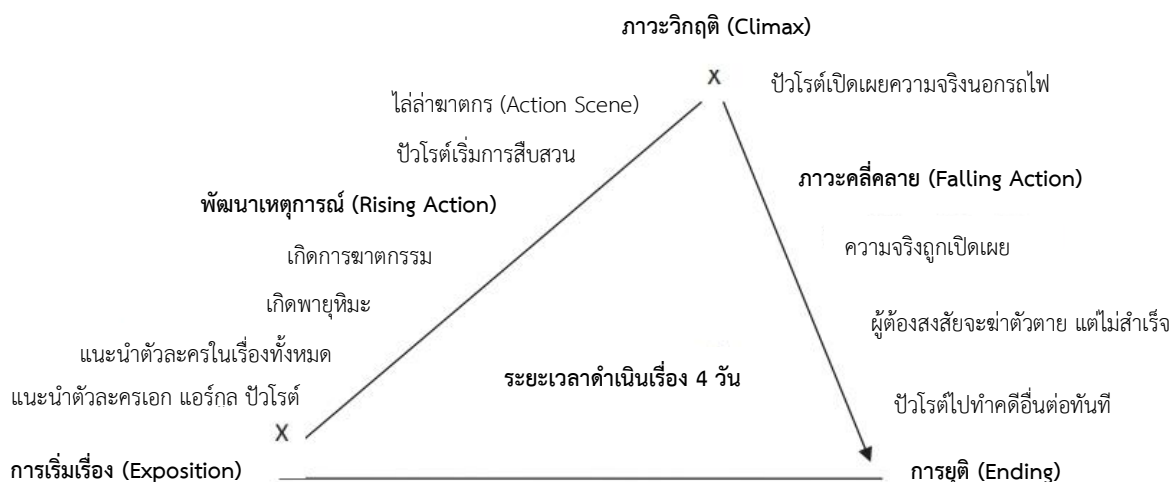 ภาวะวิกฤติ (Climax)
X
ปัวโรต์เปิดเผยความจริงนอกรถไฟ
ไล่ล่าฆาตกร (Action Scene)
ปัวโรต์เริ่มการสืบสวน
ภาวะคลี่คลาย (Falling Action)
พัฒนาเหตุการณ์ (Rising Action)
ความจริงถูกเปิดเผย
เกิดการฆาตกรรม
เกิดพายุหิมะ
ผู้ต้องสงสัยจะฆ่าตัวตาย แต่ไม่สำเร็จ
แนะนำตัวละครในเรื่องทั้งหมด
ระยะเวลาดำเนินเรื่อง 4 วัน
แนะนำตัวละครเอก แอร์กูล ปัวโรต์
ปัวโรต์ไปทำคดีอื่นต่อทันที
X
การเริ่มเรื่อง (Exposition)
การยุติ (Ending)